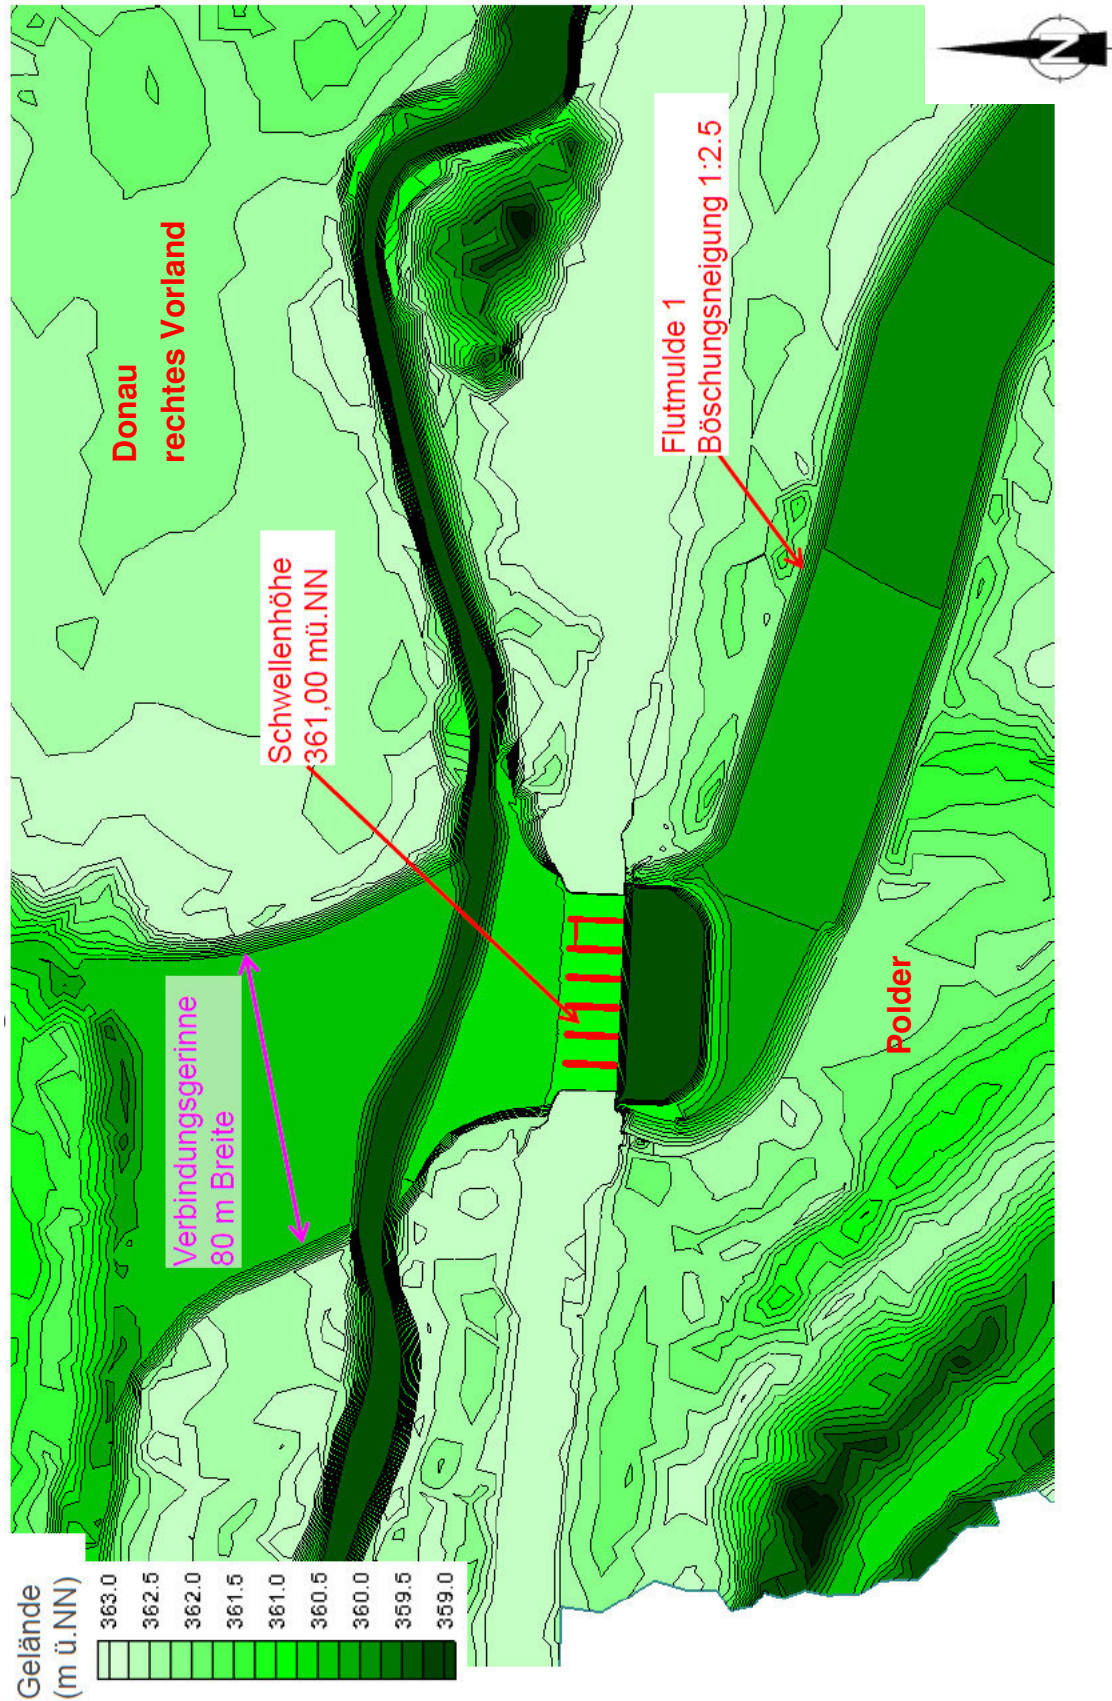 Gelände
(m ü.NN)
363.0
362.5
362.0
361.5
361.0
360.5
360.0
359.5
359.0
Verbindungsgerinne
80 m Breite
Schwellenhöhe
361,00 mü.NN
Donau
rechtes Vorland
Flutmulde 1
Böschungsneigung 1:2.5
Polder
N